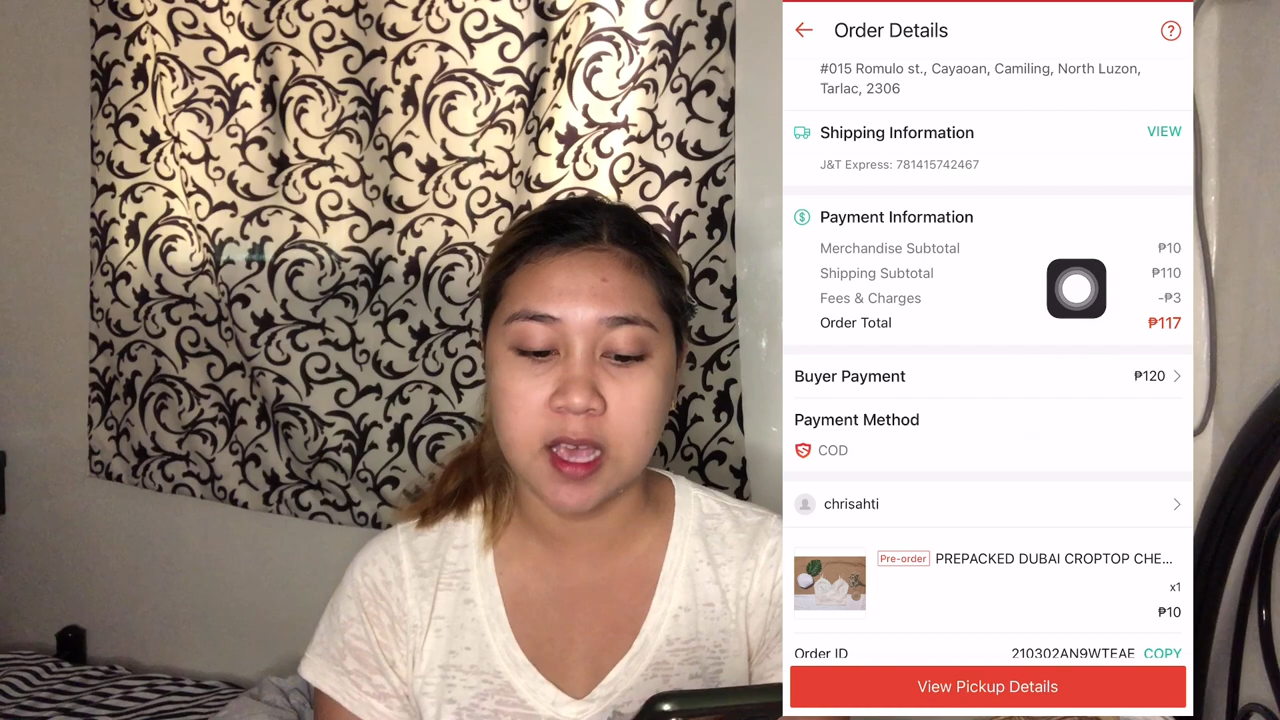 Order Details
#015 Romulo st., Cayaoan, Camiling, North Luzon,
Tarlac, 2306
Shipping Information VIEW
J&T Express: 781415742467
Payment Information
Merchandise Subtotal ₱10
Shipping Subtotal ₱110
Fees & Charges -₱3
Order Total ₱117
Buyer Payment ₱120
Payment Method
COD
chrisahti
Pre-order PREPACKED DUBAI CROPTOP CHE...
x1
₱10
Order ID 210302AN9WTEAE COPY
View Pickup Details